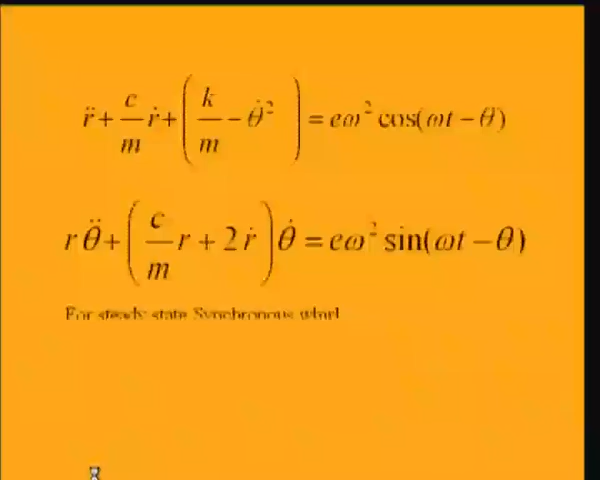 r̈ + c/m ṙ + ( k/m − θ̇² ) = eω² cos(ωt − θ)
rθ̈ + ( c/m r + 2ṙ ) θ̇ = eω² sin(ωt − θ)
For steady state Synchronous whirl